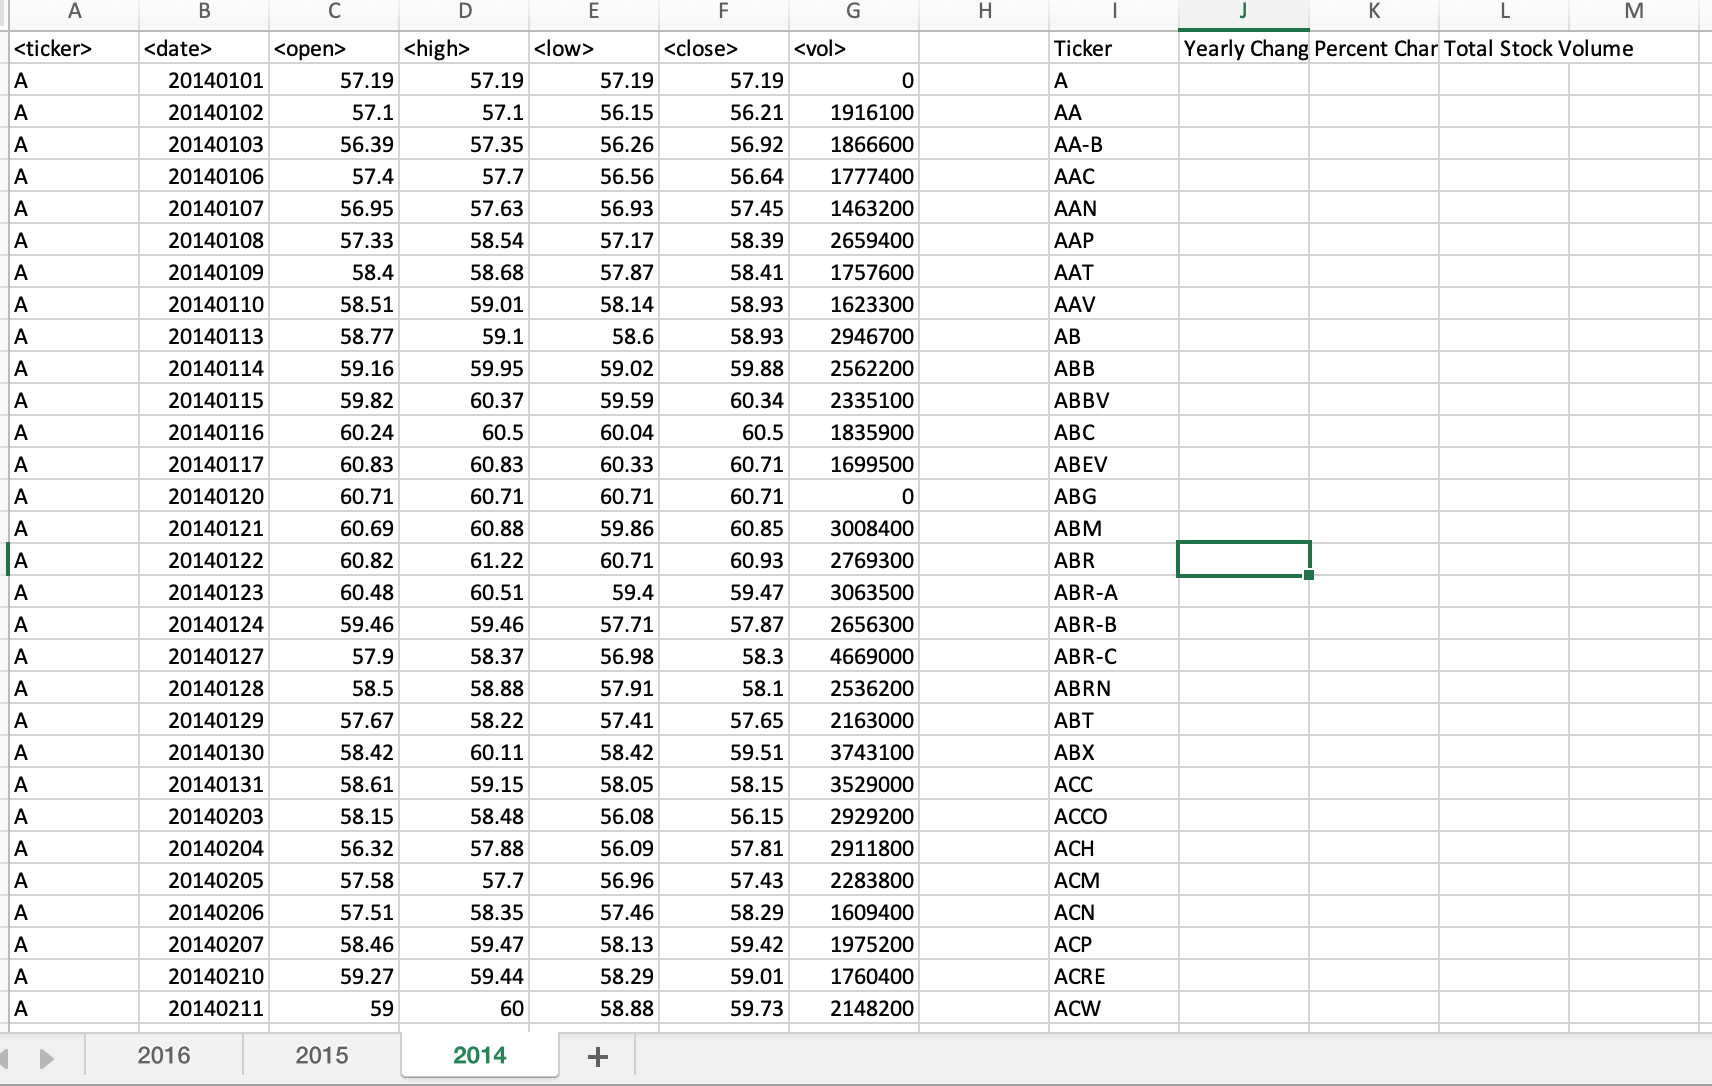 A B C D E F G H I J K L M
<ticker> <date> <open> <high> <low> <close> <vol> Ticker Yearly Chang Percent Char Total Stock Volume
A 20140101 57.19 57.19 57.19 57.19 0 A
A 20140102 57.1 57.1 56.15 56.21 1916100 AA
A 20140103 56.39 57.35 56.26 56.92 1866600 AA-B
A 20140106 57.4 57.7 56.56 56.64 1777400 AAC
A 20140107 56.95 57.63 56.93 57.45 1463200 AAN
A 20140108 57.33 58.54 57.17 58.39 2659400 AAP
A 20140109 58.4 58.68 57.87 58.41 1757600 AAT
A 20140110 58.51 59.01 58.14 58.93 1623300 AAV
A 20140113 58.77 59.1 58.6 58.93 2946700 AB
A 20140114 59.16 59.95 59.02 59.88 2562200 ABB
A 20140115 59.82 60.37 59.59 60.34 2335100 ABBV
A 20140116 60.24 60.5 60.04 60.5 1835900 ABC
A 20140117 60.83 60.83 60.33 60.71 1699500 ABEV
A 20140120 60.71 60.71 60.71 60.71 0 ABG
A 20140121 60.69 60.88 59.86 60.85 3008400 ABM
A 20140122 60.82 61.22 60.71 60.93 2769300 ABR
A 20140123 60.48 60.51 59.4 59.47 3063500 ABR-A
A 20140124 59.46 59.46 57.71 57.87 2656300 ABR-B
A 20140127 57.9 58.37 56.98 58.3 4669000 ABR-C
A 20140128 58.5 58.88 57.91 58.1 2536200 ABRN
A 20140129 57.67 58.22 57.41 57.65 2163000 ABT
A 20140130 58.42 60.11 58.42 59.51 3743100 ABX
A 20140131 58.61 59.15 58.05 58.15 3529000 ACC
A 20140203 58.15 58.48 56.08 56.15 2929200 ACCO
A 20140204 56.32 57.88 56.09 57.81 2911800 ACH
A 20140205 57.58 57.7 56.96 57.43 2283800 ACM
A 20140206 57.51 58.35 57.46 58.29 1609400 ACN
A 20140207 58.46 59.47 58.13 59.42 1975200 ACP
A 20140210 59.27 59.44 58.29 59.01 1760400 ACRE
A 20140211 59 60 58.88 59.73 2148200 ACW
2016 2015 2014 +